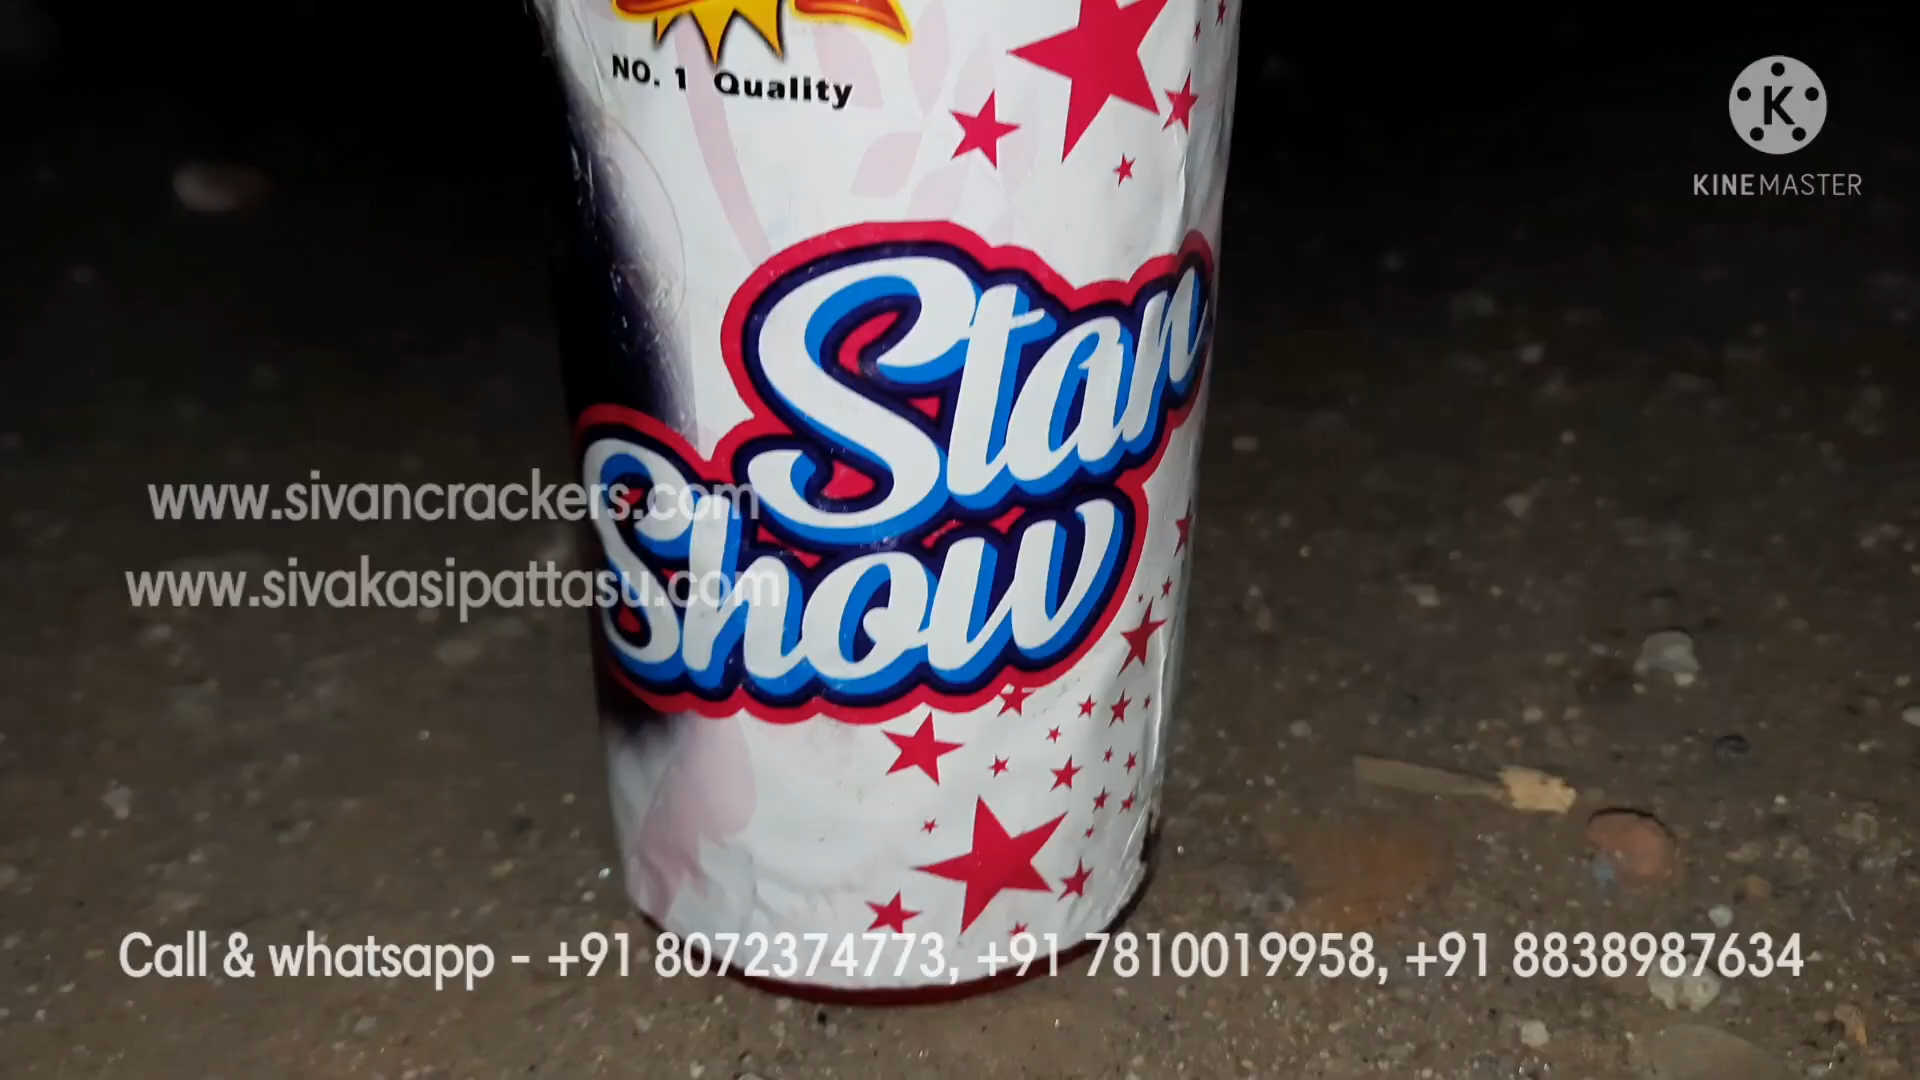 NO. 1 Quality
K
KINEMASTER
Star
Show
www.sivancrackers.com
www.sivakasipattasu.com
Call & whatsapp - +91 8072374773, +91 7810019958, +91 8838987634